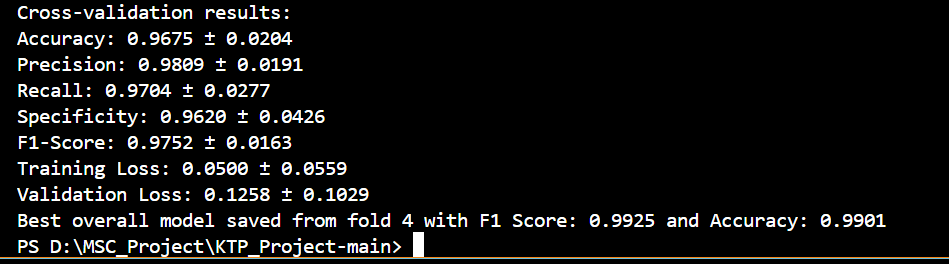 Cross-validation results:
Accuracy: 0.9675 ± 0.0204
Precision: 0.9809 ± 0.0191
Recall: 0.9704 ± 0.0277
Specificity: 0.9620 ± 0.0426
F1-Score: 0.9752 ± 0.0163
Training Loss: 0.0500 ± 0.0559
Validation Loss: 0.1258 ± 0.1029
Best overall model saved from fold 4 with F1 Score: 0.9925 and Accuracy: 0.9901
PS D:\MSC_Project\KTP_Project-main>